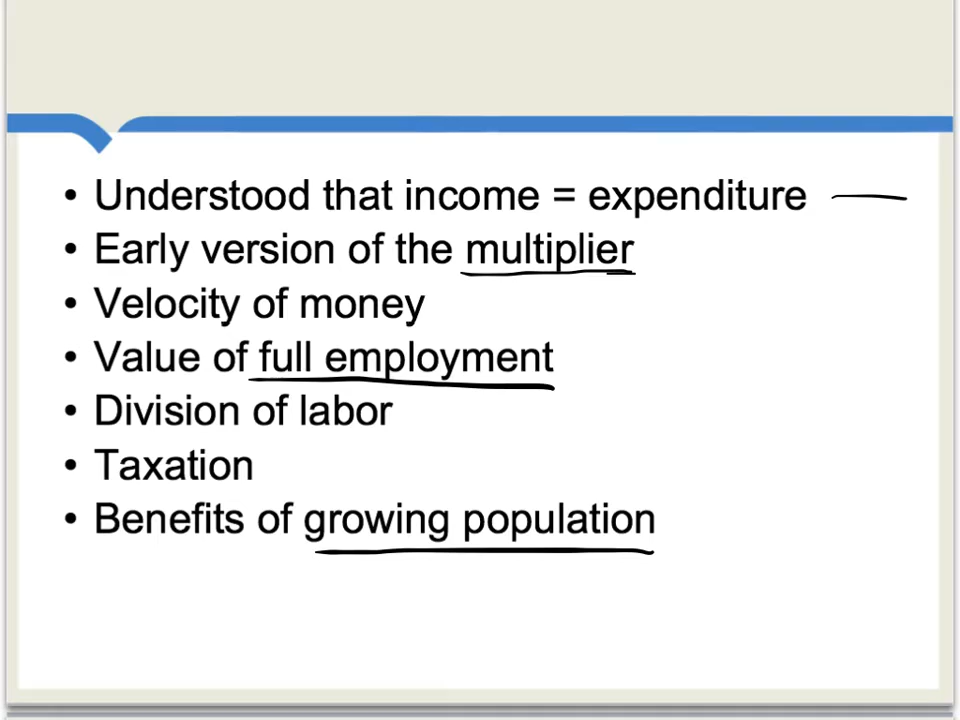 • Understood that income = expenditure
• Early version of the multiplier
• Velocity of money
• Value of full employment
• Division of labor
• Taxation
• Benefits of growing population